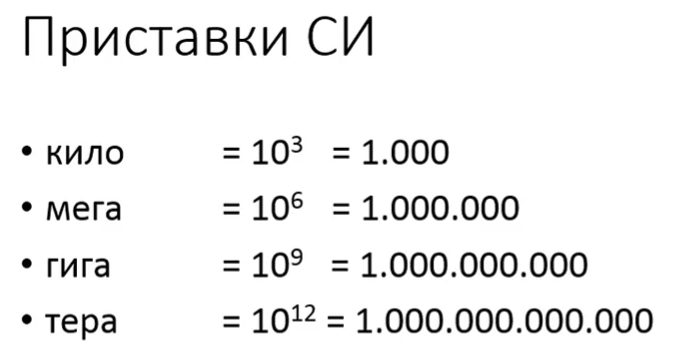 Приставки СИ
• кило = 10³ = 1.000
• мега = 10⁶ = 1.000.000
• гига = 10⁹ = 1.000.000.000
• тера = 10¹² = 1.000.000.000.000